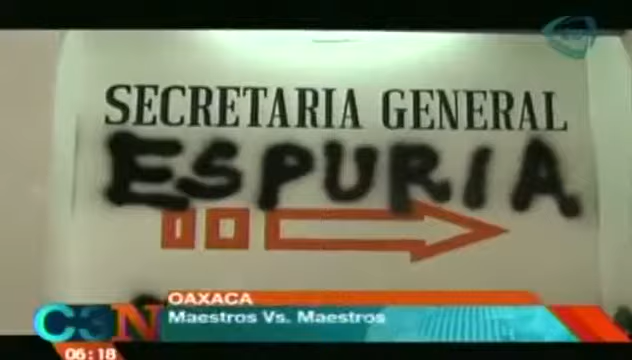 SECRETARIA GENERAL
ESPURIA
OAXACA
C3N
Maestros Vs. Maestros
06:18